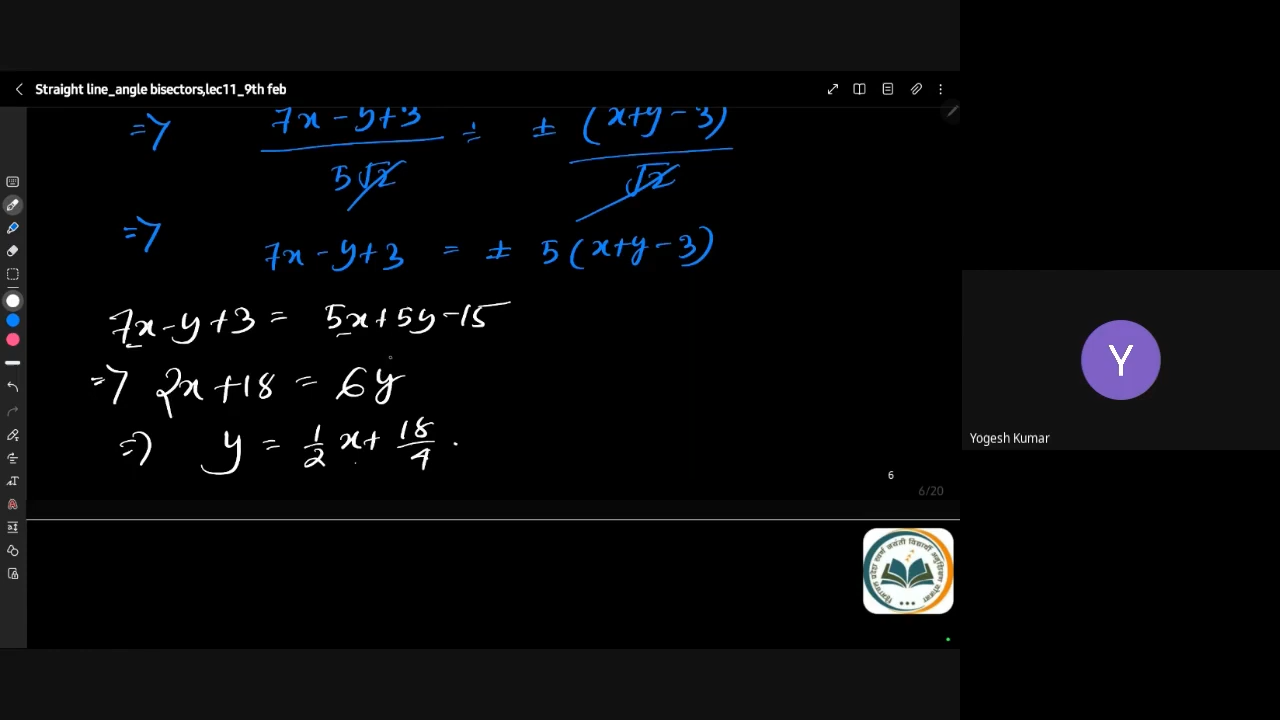 Straight line_angle bisectors,lec11_9th feb
=> (7x - y + 3)/(5√2) = ± (x + y - 3)/√2
=> 7x - y + 3 = ± 5(x + y - 3)
7x - y + 3 = 5x + 5y - 15
=> 2x + 18 = 6y
=> y = 1/2 x + 18/4 .
6
6/20
Y
Yogesh Kumar